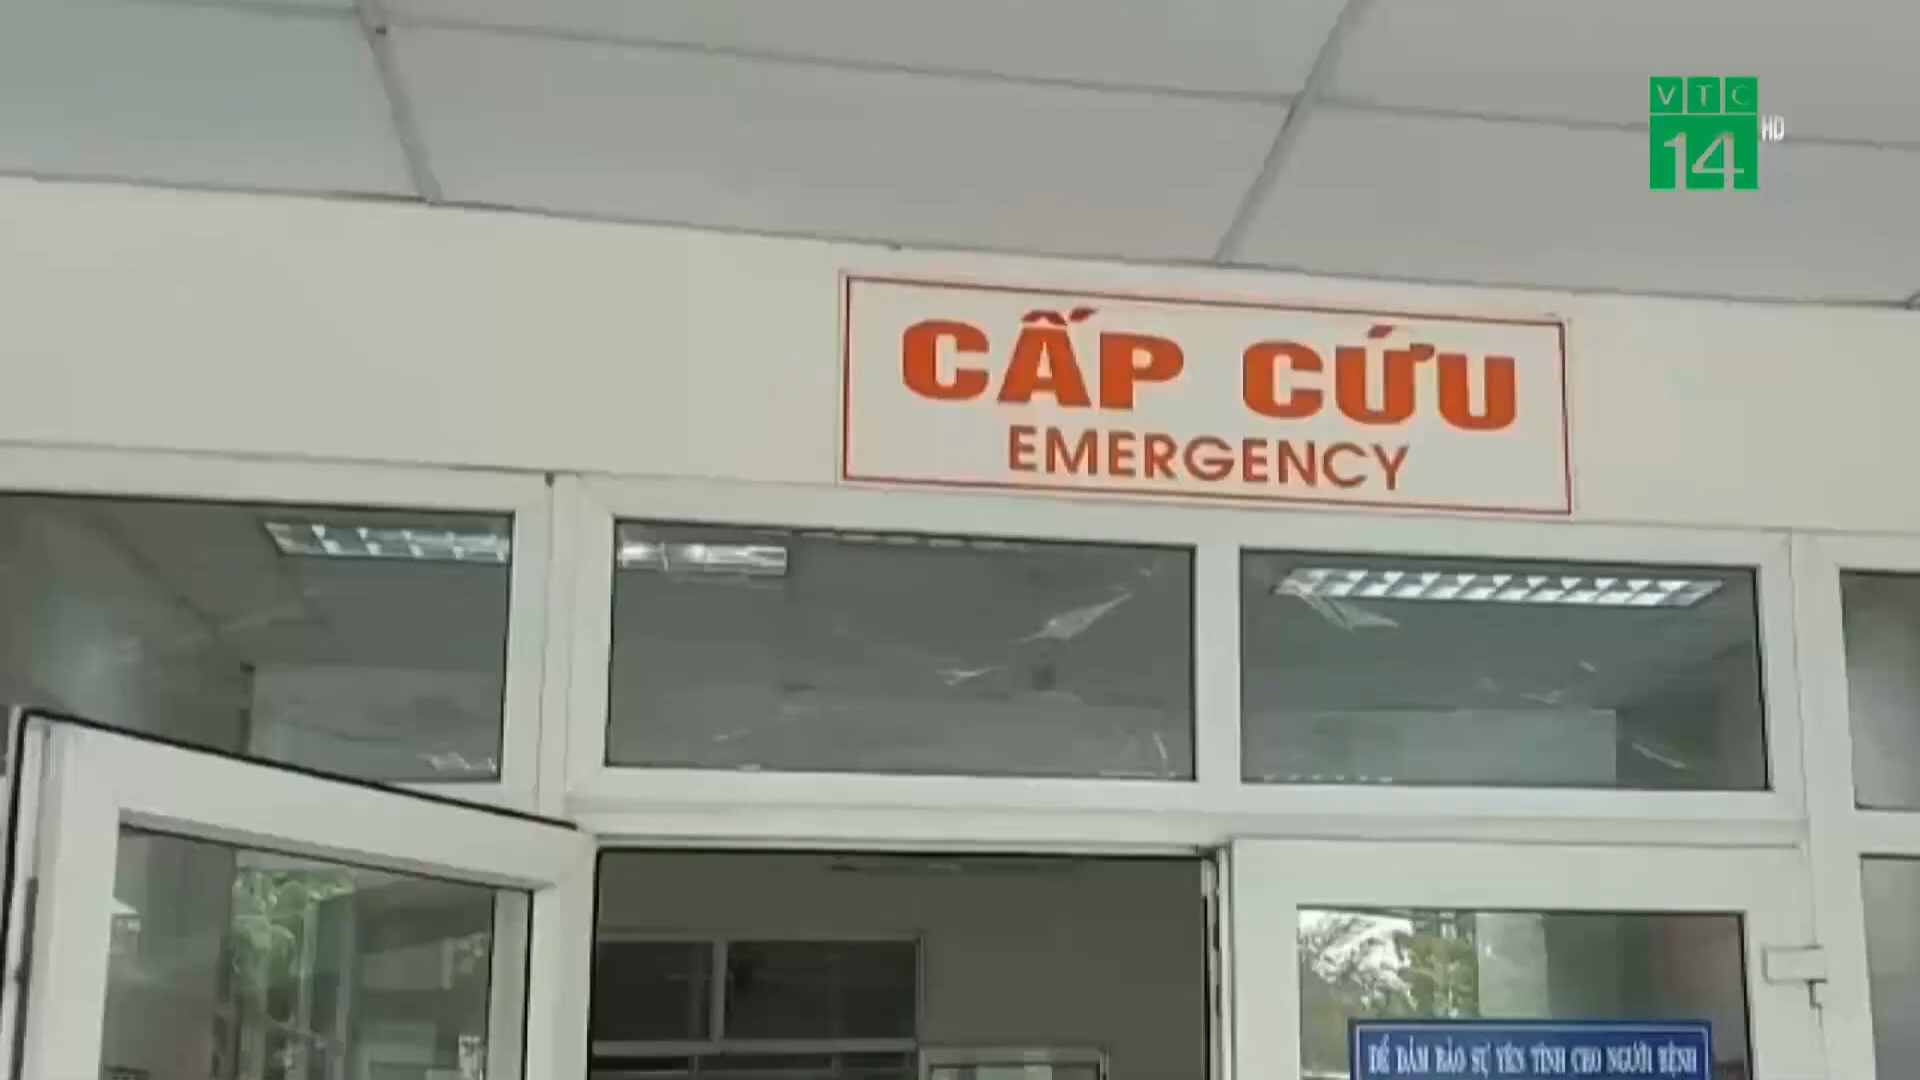 VTC
14 HD
CẤP CỨU
EMERGENCY
ĐỂ ĐẢM BẢO SỰ YÊN TĨNH CHO NGƯỜI BỆNH